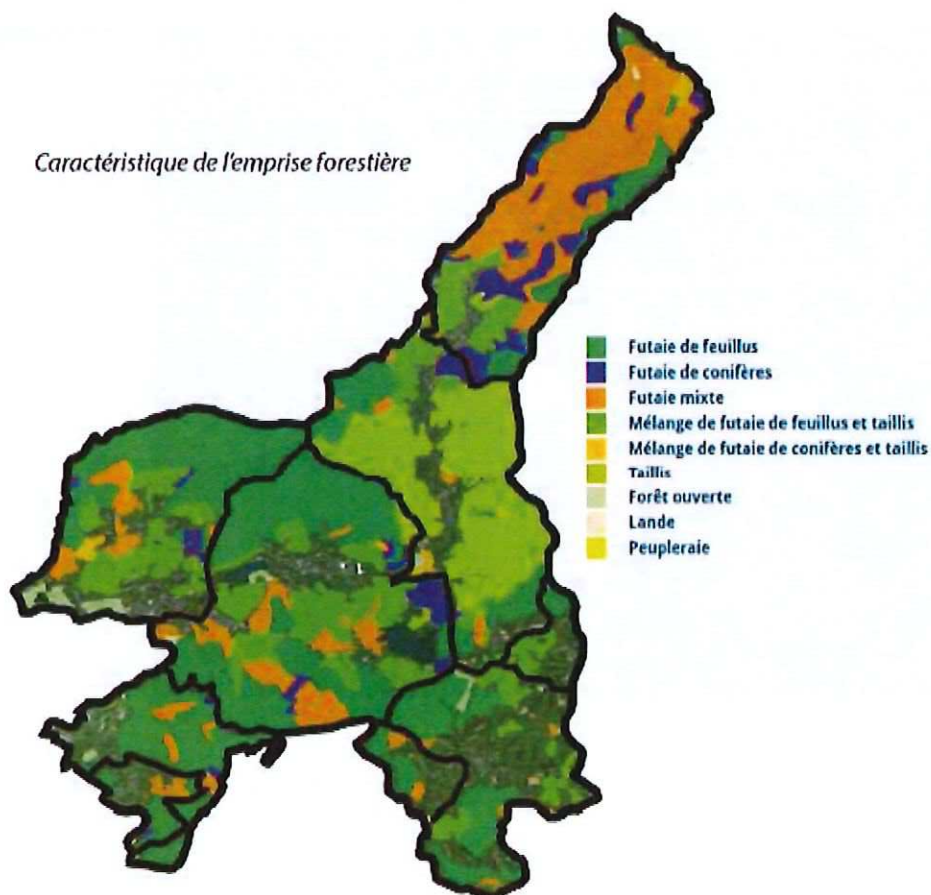 Caractéristique de l'emprise forestière
Futaie de feuillus
Futaie de conifères
Futaie mixte
Mélange de futaie de feuillus et taillis
Mélange de futaie de conifères et taillis
Taillis
Forêt ouverte
Lande
Peupleraie